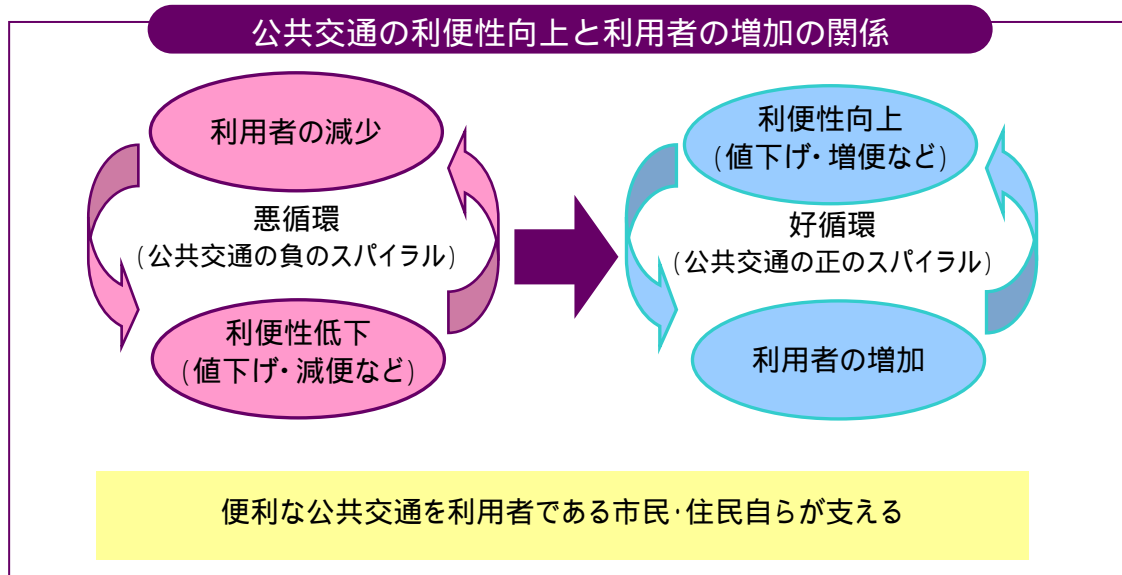 公共交通の利便性向上と利用者の増加の関係
利用者の減少
悪循環
(公共交通の負のスパイラル)
利便性低下
(値下げ・減便など)
利便性向上
(値下げ・増便など)
好循環
(公共交通の正のスパイラル)
利用者の増加
便利な公共交通を利用者である市民・住民自らが支える